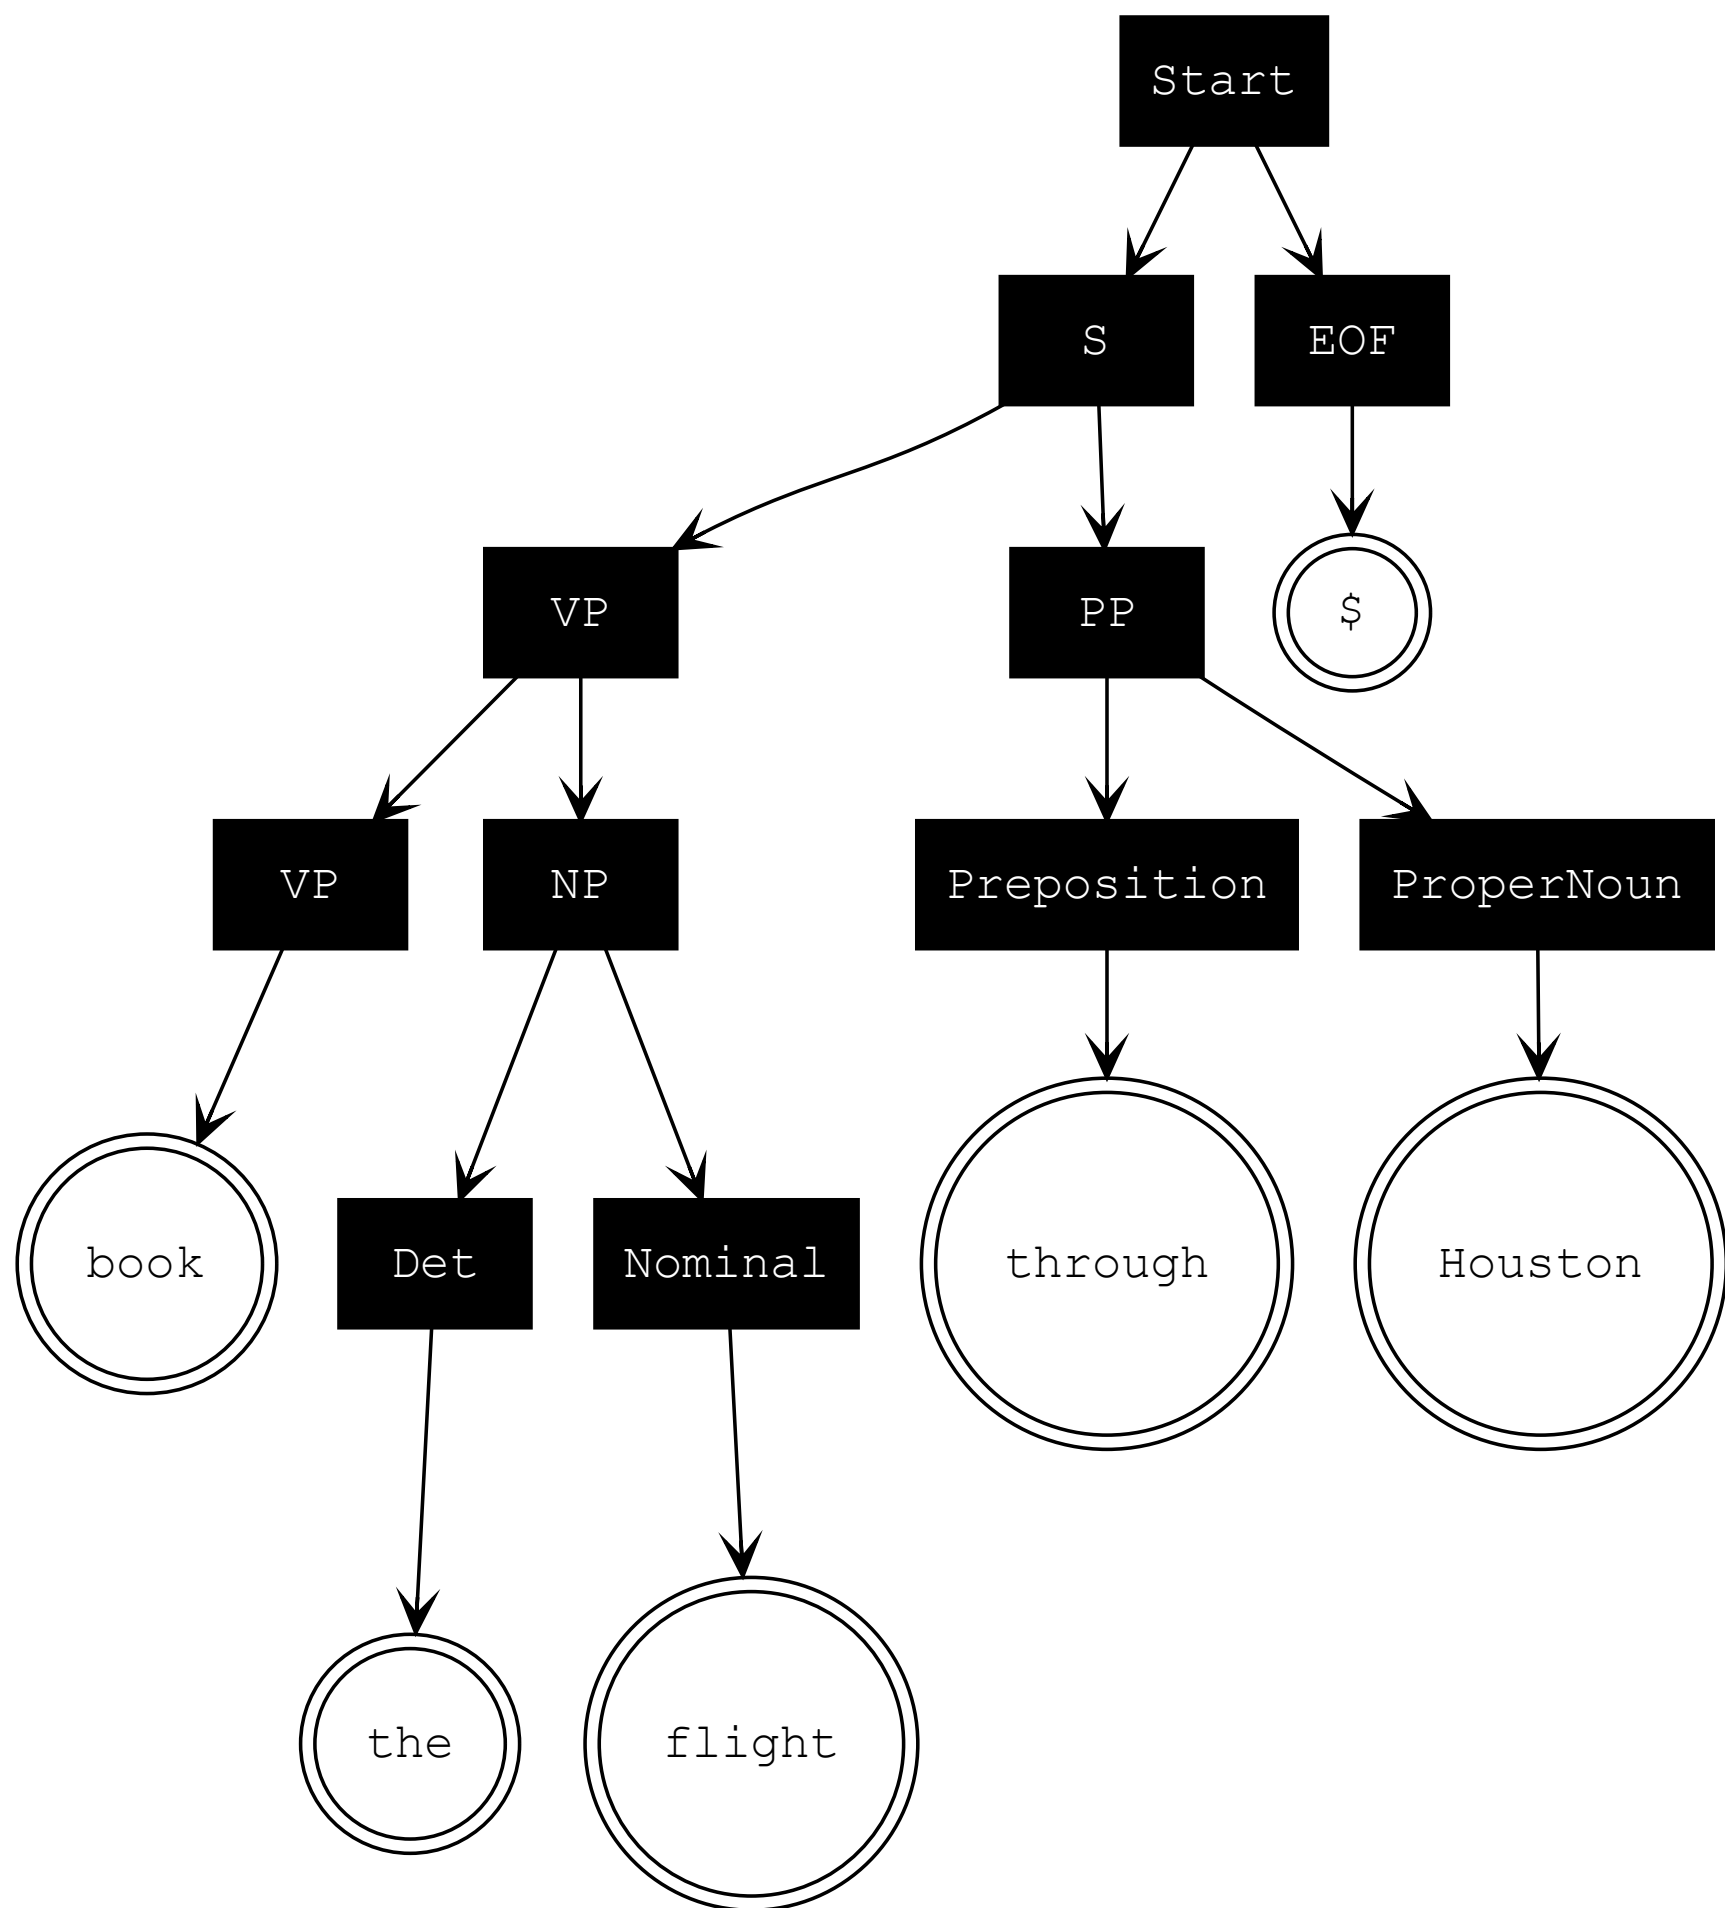 Start
S EOF
VP PP $
VP NP Preposition ProperNoun
book Det Nominal through Houston
the flight